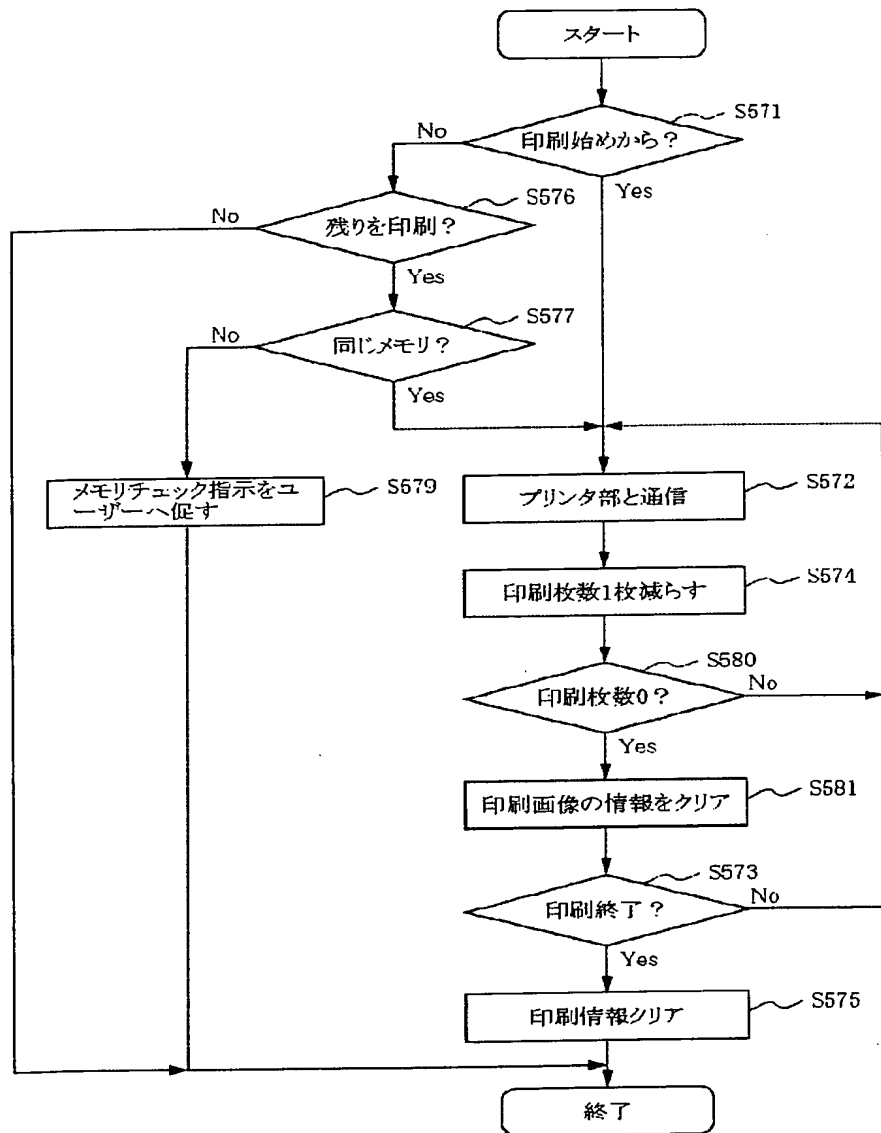 スタート
S571
印刷始めから?
No
Yes
S576
残りを印刷?
No
Yes
S577
同じメモリ?
No
Yes
メモリチェック指示をユ
ーザーへ促す
S579
プリンタ部と通信
S572
印刷枚数1枚減らす
S574
S580
印刷枚数0?
No
Yes
印刷画像の情報をクリア
S581
S573
印刷終了?
No
Yes
印刷情報クリア
S575
終了